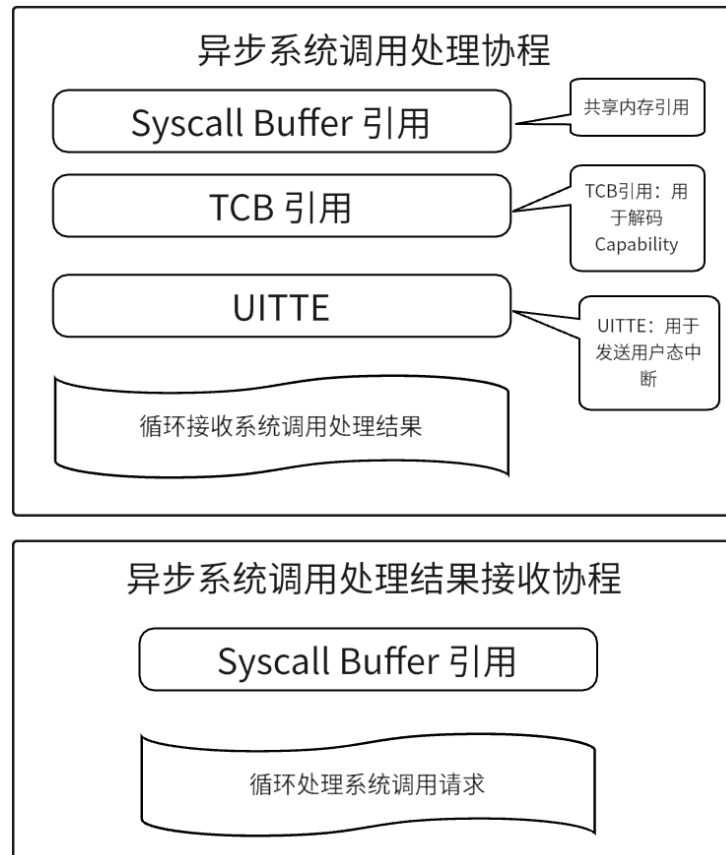 异步系统调用处理协程
Syscall Buffer 引用
共享内存引用
TCB 引用
TCB引用：用
于解码
Capability
UITTE
UITTE：用于
发送用户态中
断
循环接收系统调用处理结果
异步系统调用处理结果接收协程
Syscall Buffer 引用
循环处理系统调用请求